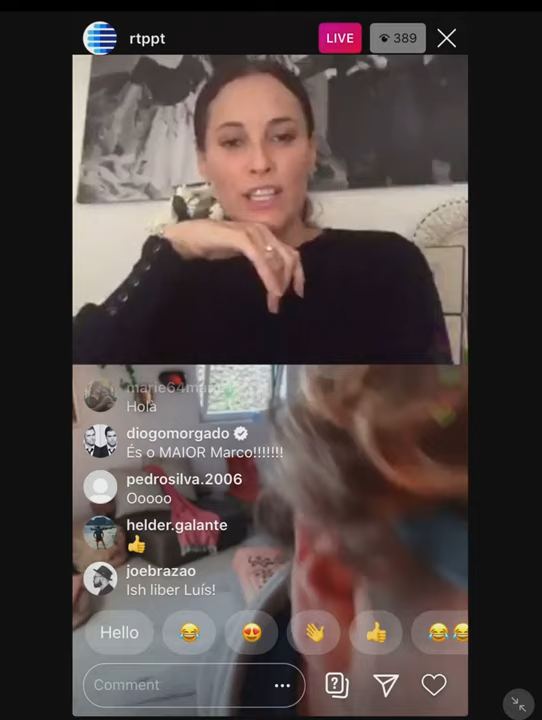 rtppt
LIVE
389
marie64mar
Hola
diogomorgado
És o MAIOR Marco!!!!!!!
pedrosilva.2006
Ooooo
helder.galante
👍
joebrazao
Ish liber Luís!
Hello 😂 😍 👋 👍 😂😂
Comment